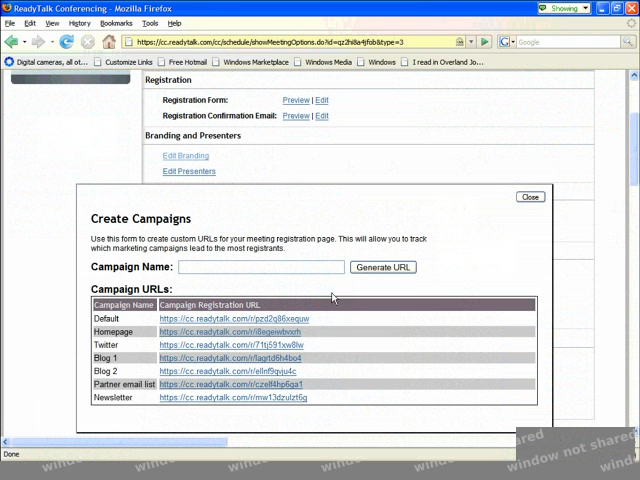 ReadyTalk Conferencing - Mozilla Firefox
Showing
File Edit View History Bookmarks Tools Help
https://cc.readytalk.com/cc/schedule/showMeetingOptions.do?id=qz2hi8a4jfob&type=3
Google
Digital cameras, all ot... Customize Links Free Hotmail Windows Marketplace Windows Media Windows I read in Overland Jo...
Registration
Registration Form: Preview | Edit
Registration Confirmation Email: Preview | Edit
Branding and Presenters
Edit Branding
Edit Presenters
Close
Create Campaigns
Use this form to create custom URLs for your meeting registration page. This will allow you to
track which marketing campaigns lead to the most registrants.
Campaign Name: Generate URL
Campaign URLs:
Campaign Name Campaign Registration URL
Default https://cc.readytalk.com/r/pzd2q86xequw
Homepage https://cc.readytalk.com/r/i8egeiwbvxrh
Twitter https://cc.readytalk.com/r/71tj591xw8lw
Blog 1 https://cc.readytalk.com/r/lagrtd6h4bo4
Blog 2 https://cc.readytalk.com/r/ellnf9qvju4c
Partner email list https://cc.readytalk.com/r/czelf4hp6qa1
Newsletter https://cc.readytalk.com/r/mw13dzulzt6g
Done
window not shared